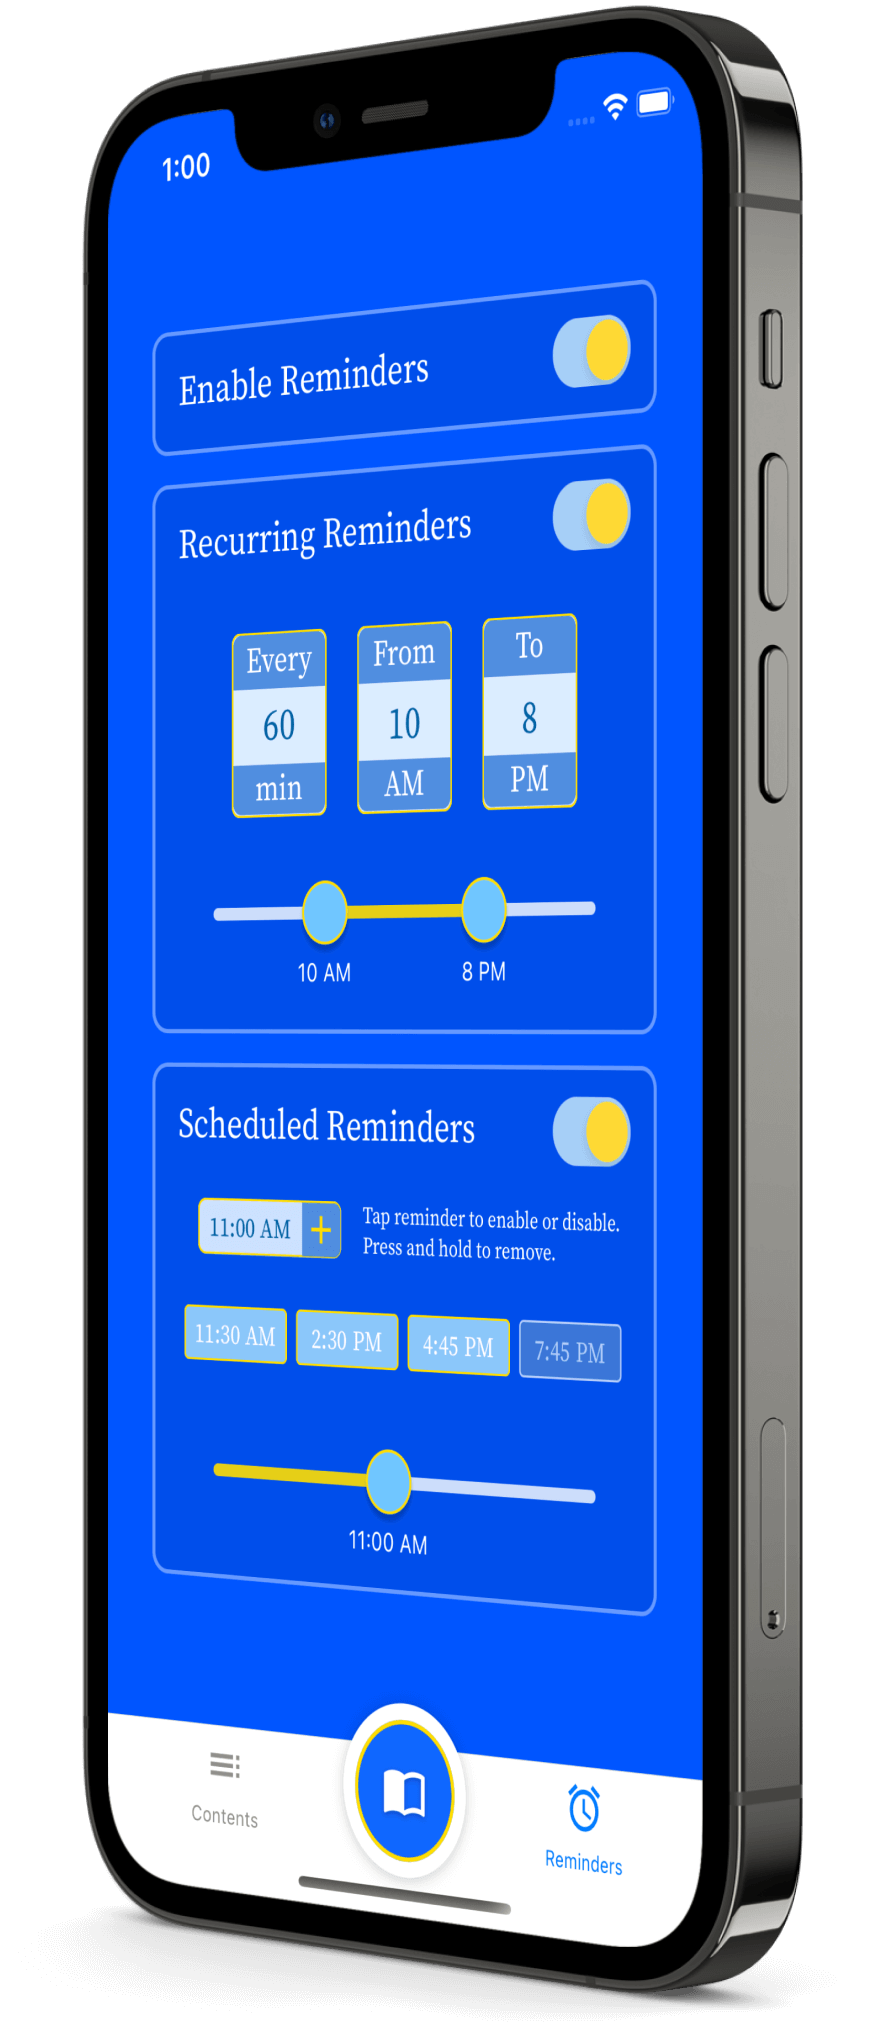 1:00
Enable Reminders
Recurring Reminders
Every
60
min
From
10
AM
To
8
PM
10 AM
8 PM
Scheduled Reminders
11:00 AM +
Tap reminder to enable or disable.
Press and hold to remove.
11:30 AM
2:30 PM
4:45 PM
7:45 PM
11:00 AM
Contents
Reminders